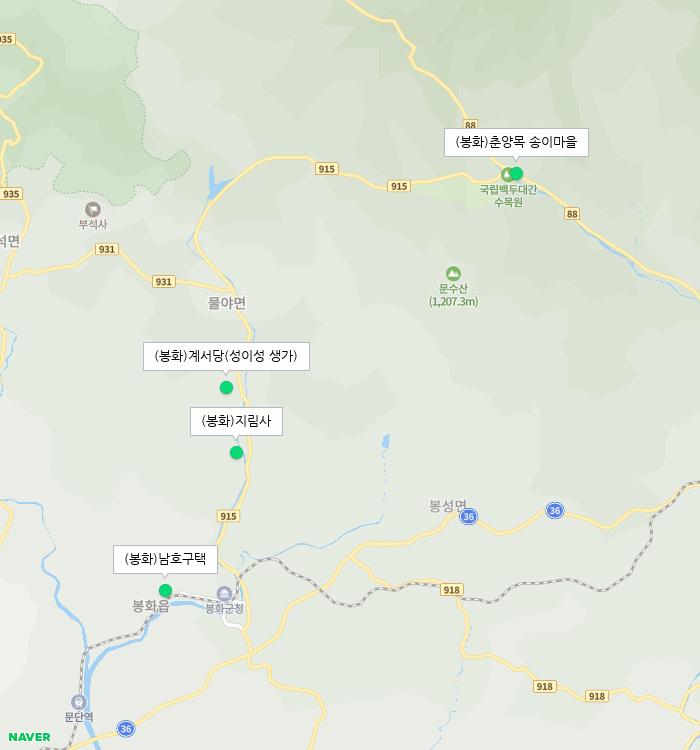 935
88
(봉화)춘양목 송이마을
915
915
국립백두대간
수목원
935
부석사
88
석면
931
931
문수산
(1,207.3m)
물야면
(봉화)계서당(성이성 생가)
(봉화)지림사
915
봉성면
36
36
(봉화)남호구택
918
봉화군청
봉화읍
918
918
문단역
36
NAVER